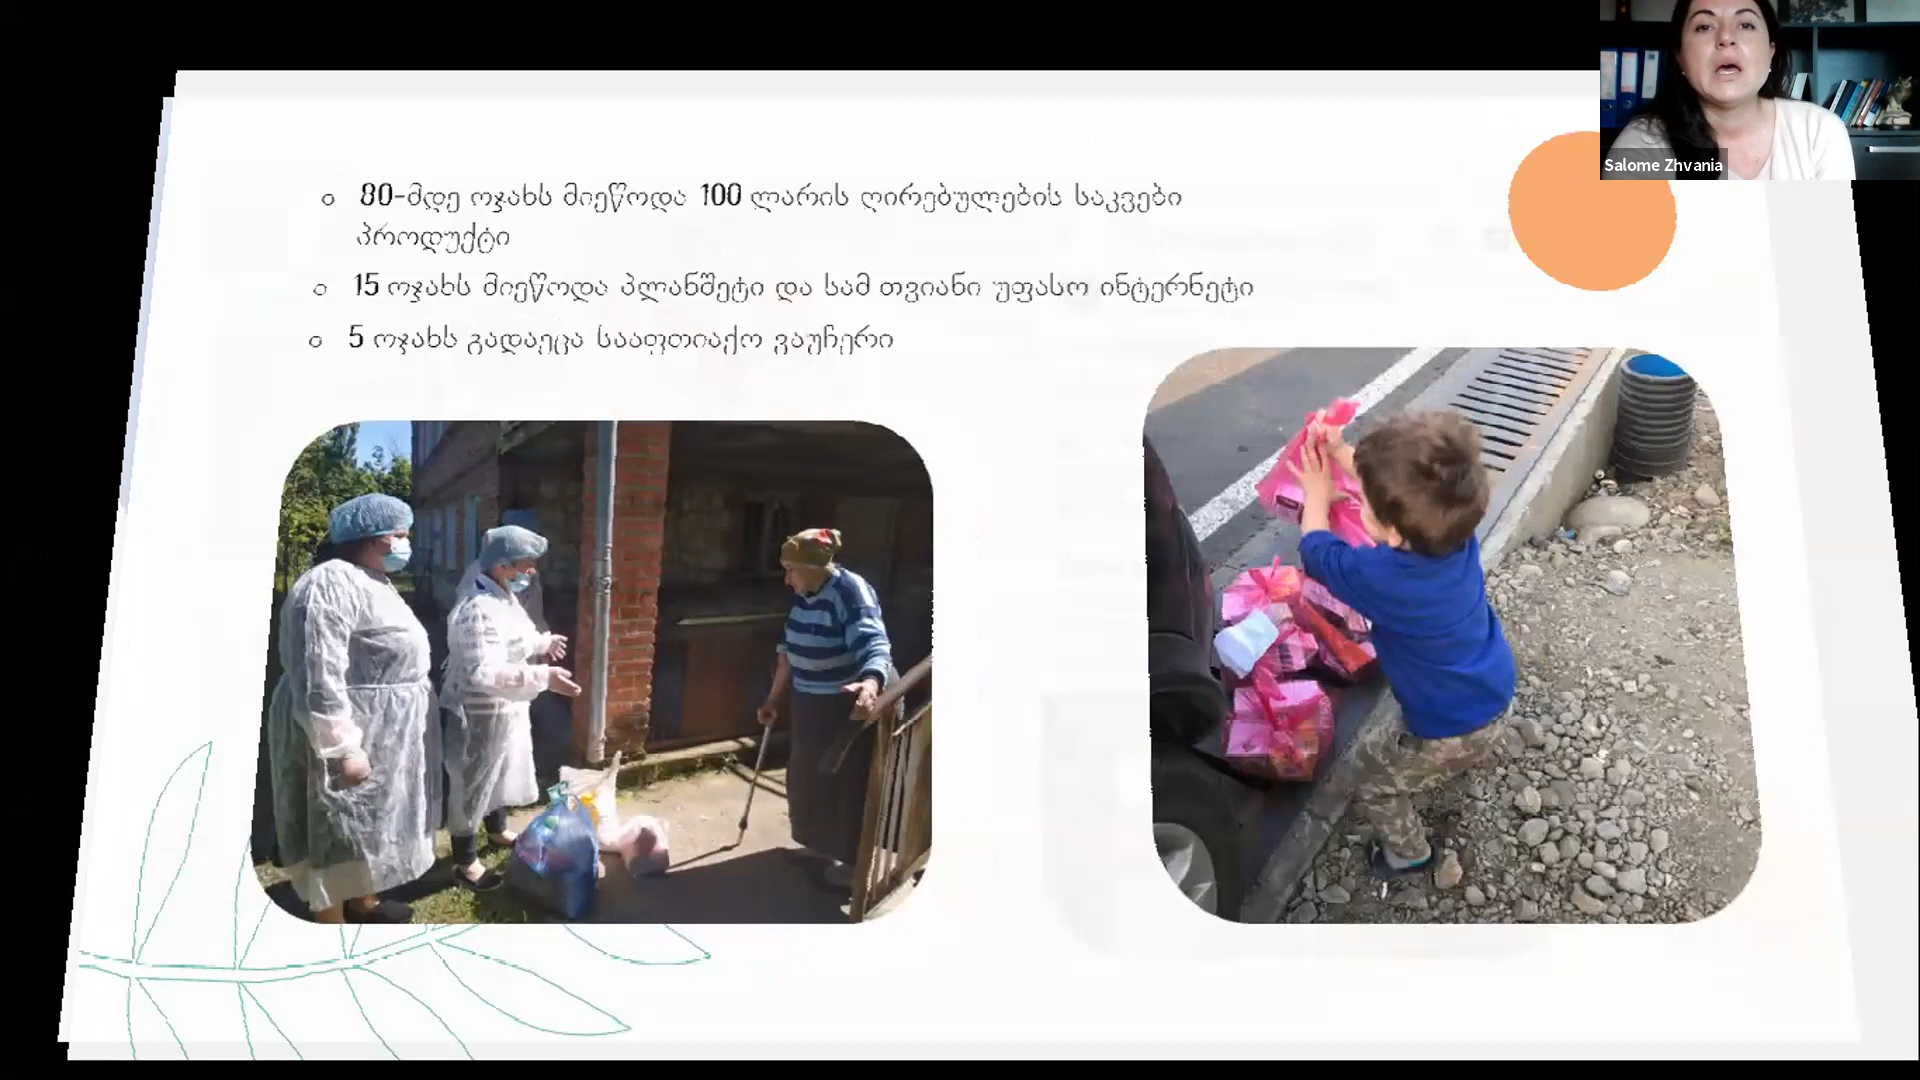 Salome Zhvania
80-მდე ოჯახს მიეწოდა 100 ლარის ღირებულების საკვები
პროდუქტი
15 ოჯახს მიეწოდა პლანშეტი და სამ თვიანი უფასო ინტერნეტი
5 ოჯახს გადაეცა სააფთიაქო ვაუჩერი